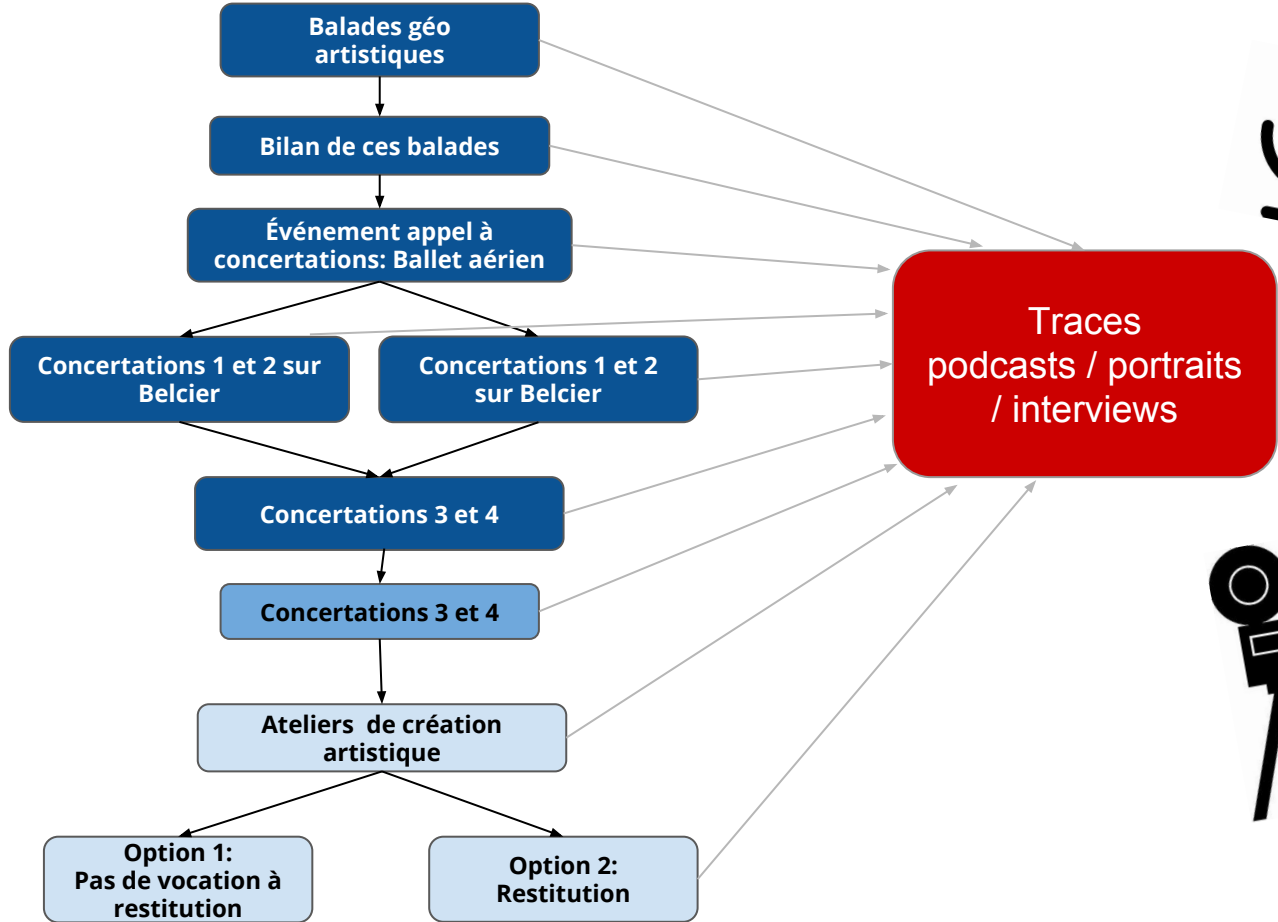 Balades géo
artistiques
Bilan de ces balades
Événement appel à
concertations: Ballet aérien
Concertations 1 et 2 sur
Belcier
Concertations 1 et 2
sur Belcier
Traces
podcasts / portraits
/ interviews
Concertations 3 et 4
Concertations 3 et 4
Ateliers  de création
artistique
Option 1:
Pas de vocation à
restitution
Option 2:
Restitution